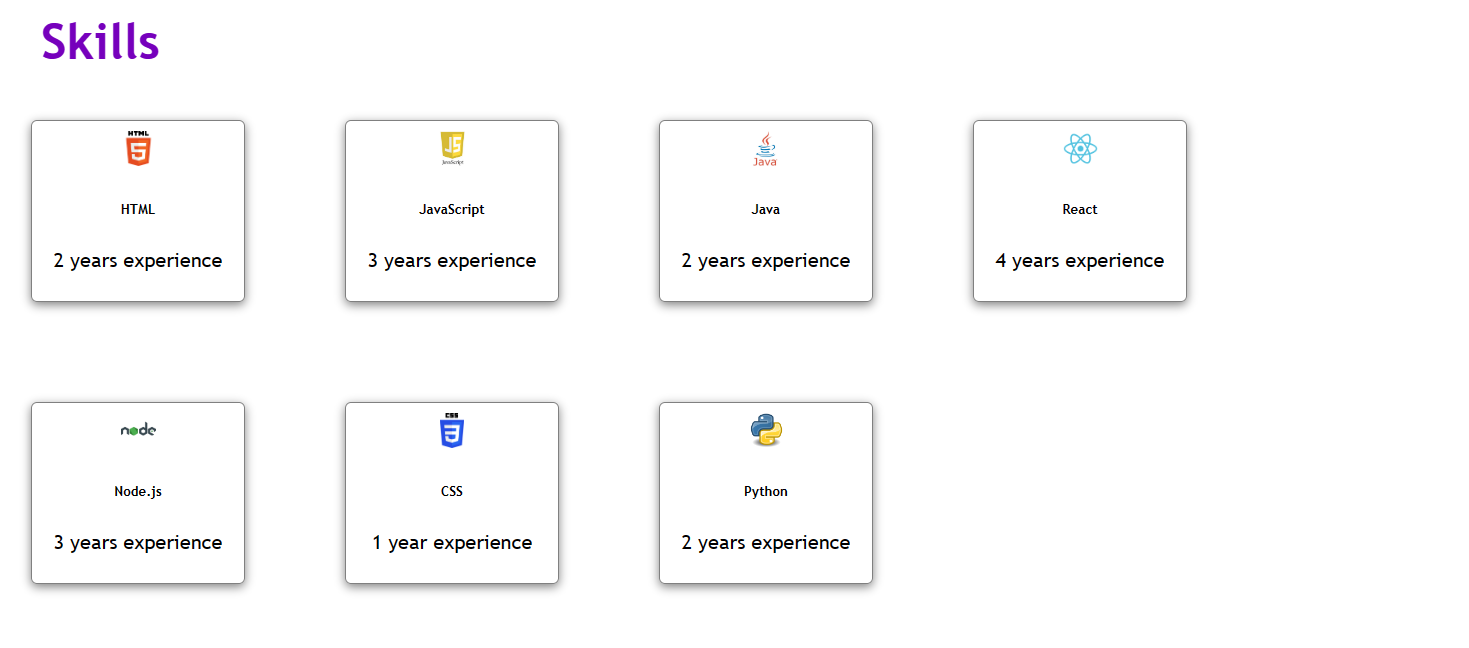 Skills
HTML
5
JS
JavaScript
Java
HTML
JavaScript
Java
React
2 years experience
3 years experience
2 years experience
4 years experience
node
CSS
3
Node.js
CSS
Python
3 years experience
1 year experience
2 years experience